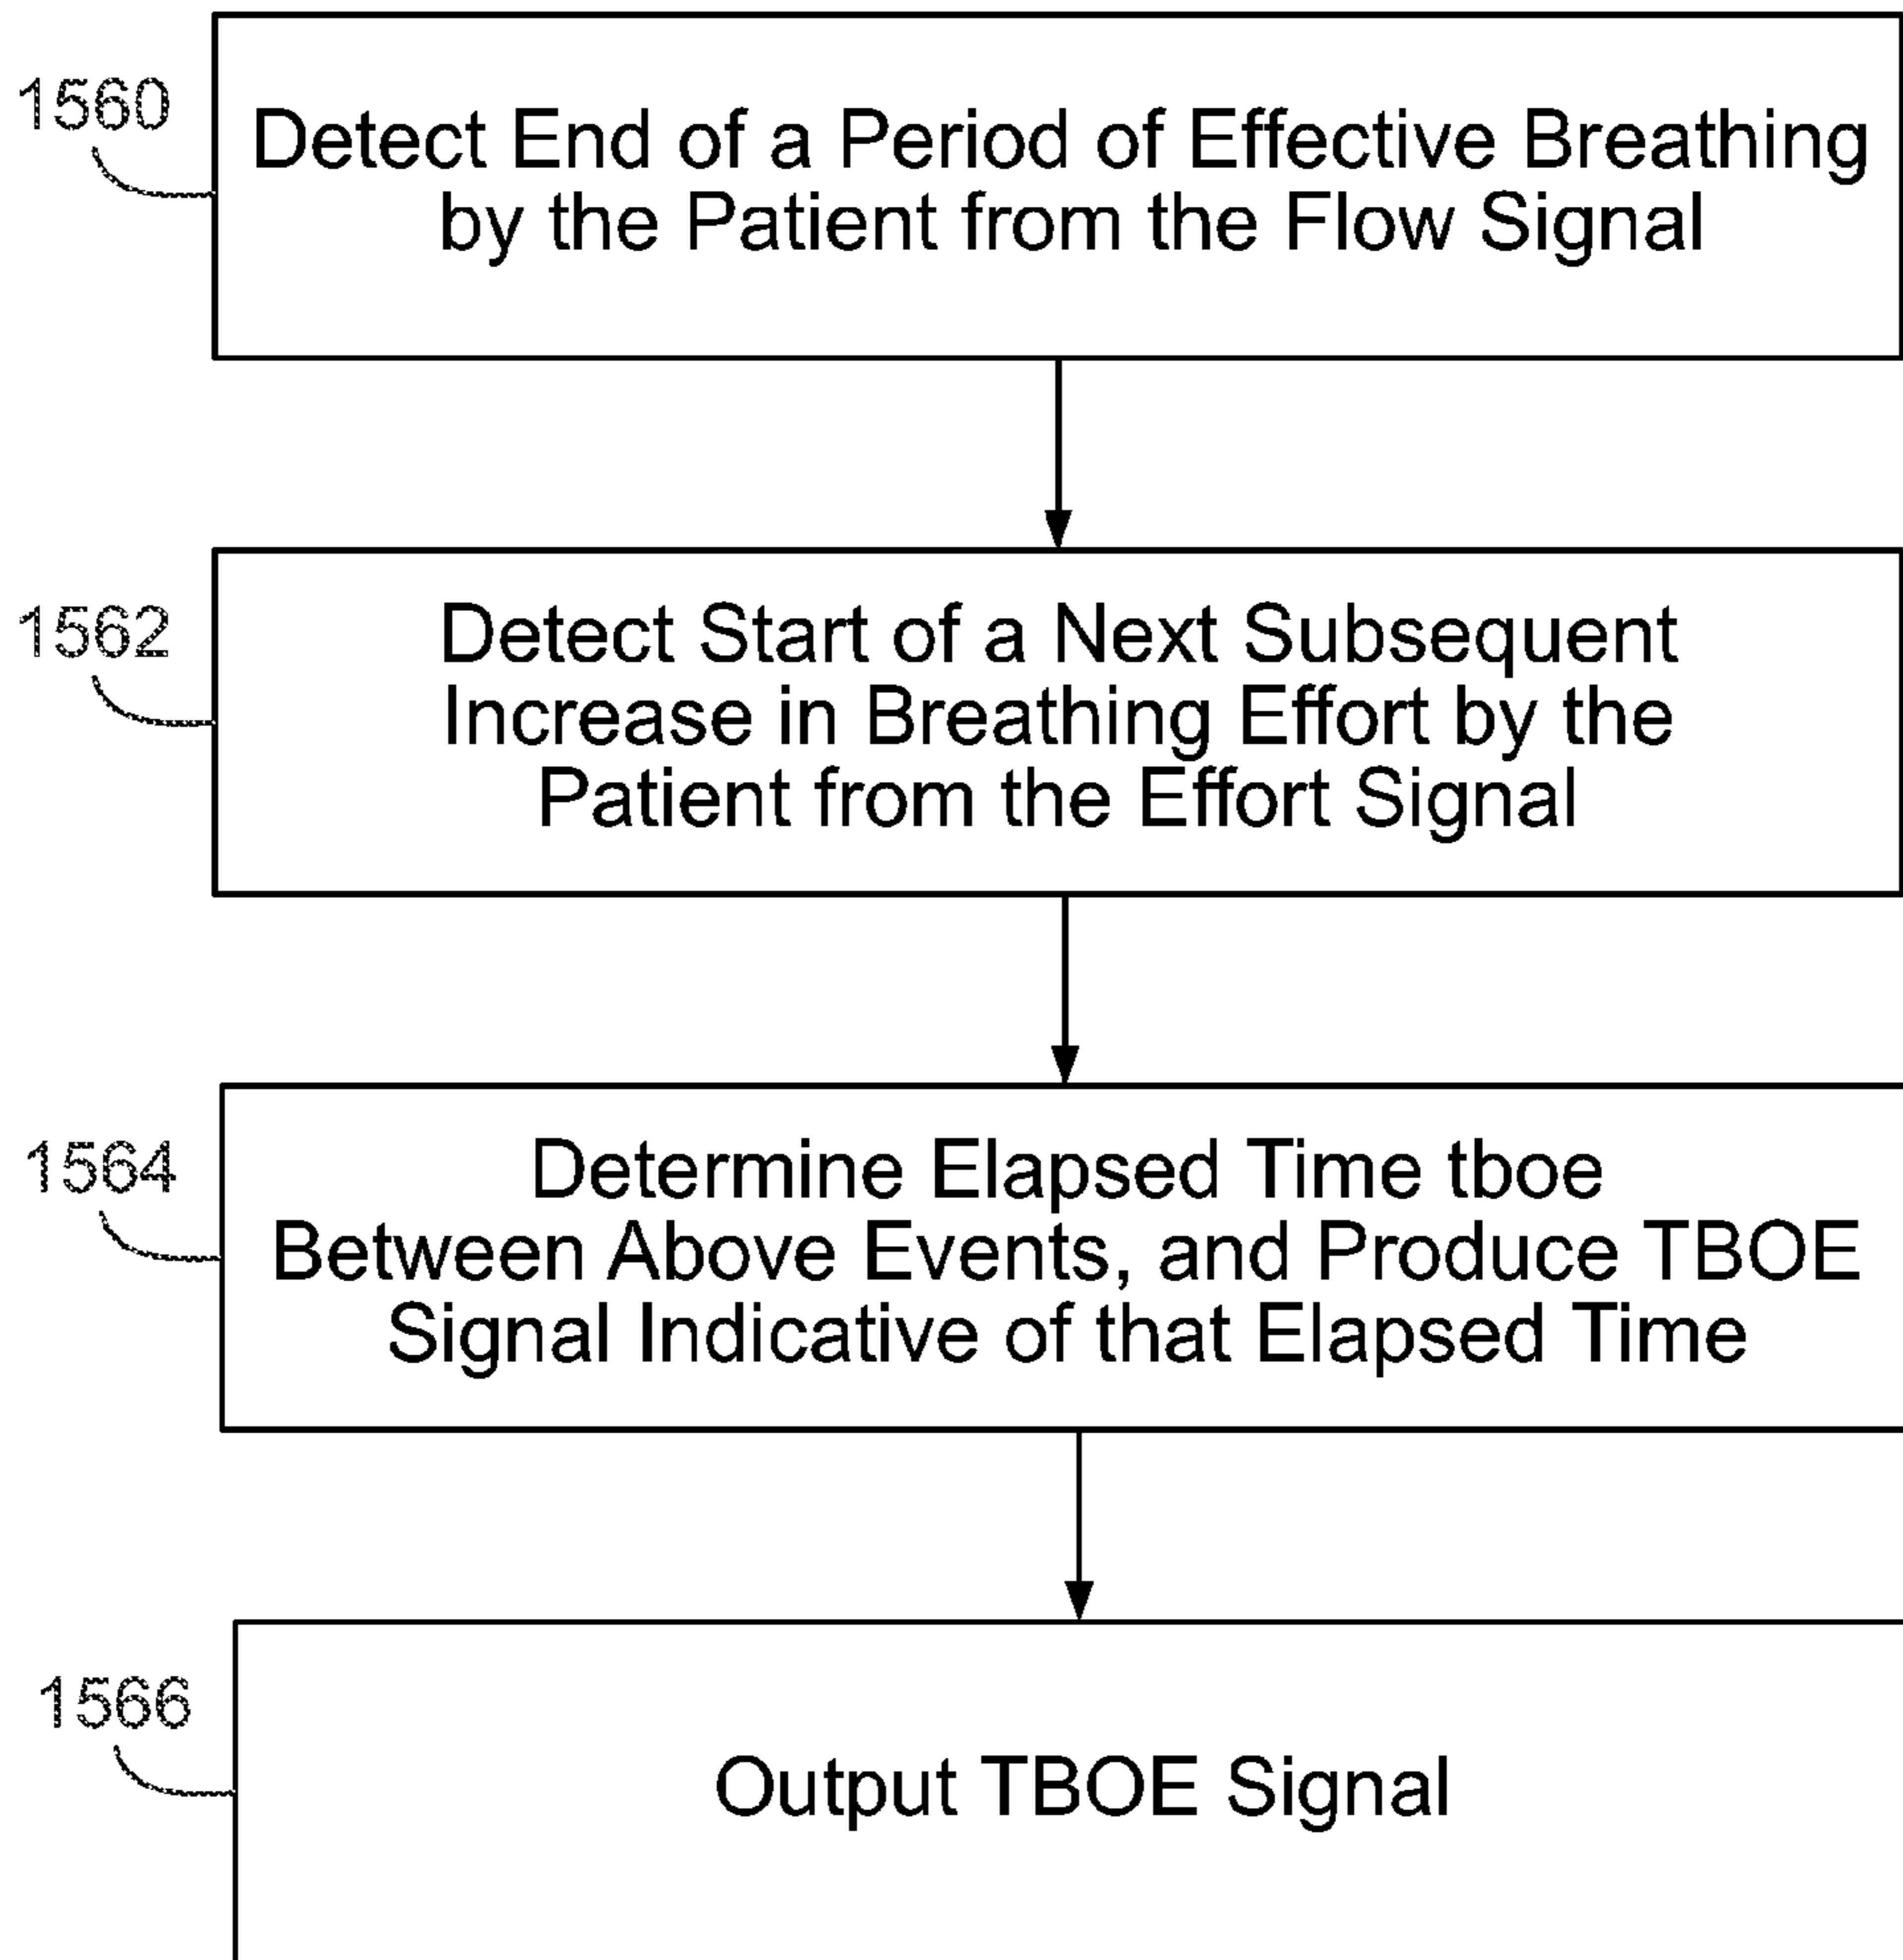 1560
Detect End of a Period of Effective Breathing
by the Patient from the Flow Signal
1562
Detect Start of a Next Subsequent
Increase in Breathing Effort by the
Patient from the Effort Signal
1564
Determine Elapsed Time tboe
Between Above Events, and Produce TBOE
Signal Indicative of that Elapsed Time
1566
Output TBOE Signal